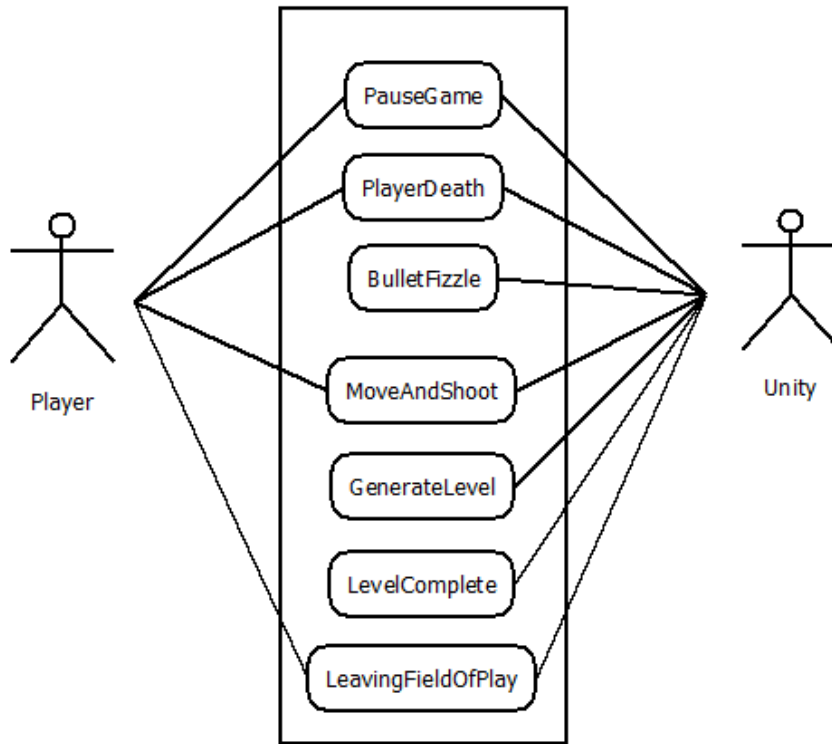 PauseGame
PlayerDeath
BulletFizzle
MoveAndShoot
Player
Unity
GenerateLevel
LevelComplete
LeavingFieldOfPlay